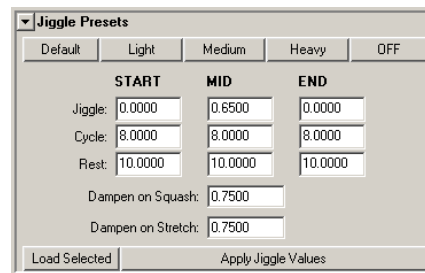 Jiggle Presets
Default Light Medium Heavy OFF
START MID END
Jiggle: 0.0000 0.6500 0.0000
Cycle: 8.0000 8.0000 8.0000
Rest: 10.0000 10.0000 10.0000
Dampen on Squash: 0.7500
Dampen on Stretch: 0.7500
Load Selected Apply Jiggle Values